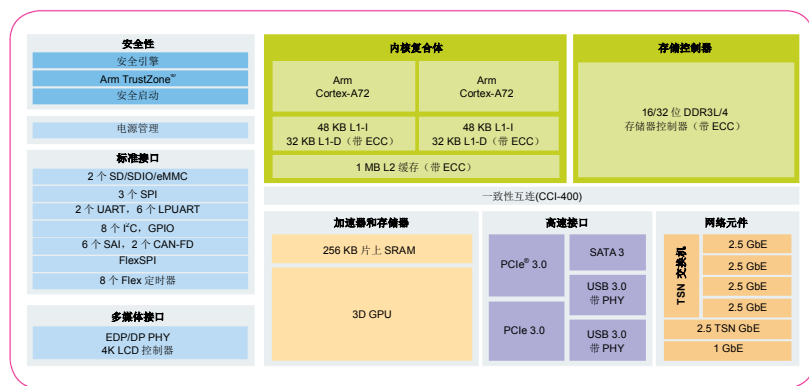 安全性
安全引擎
Arm TrustZone®
安全启动
电源管理
标准接口
2 个 SD/SDIO/eMMC
3 个 SPI
2 个 UART，6 个 LPUART
8 个 I²C，GPIO
6 个 SAI，2 个 CAN-FD
FlexSPI
8 个 Flex 定时器
多媒体接口
EDP/DP PHY
4K LCD 控制器
内核复合体
Arm
Cortex-A72
Arm
Cortex-A72
48 KB L1-I
32 KB L1-D（带 ECC）
48 KB L1-I
32 KB L1-D（带 ECC）
1 MB L2 缓存（带 ECC）
存储控制器
16/32 位 DDR3L/4
存储器控制器（带 ECC）
一致性互连(CCI-400)
加速器和存储器
256 KB 片上 SRAM
3D GPU
高速接口
PCIe® 3.0
PCIe 3.0
SATA 3
USB 3.0
带 PHY
USB 3.0
带 PHY
网络元件
TSN 交换机
2.5 GbE
2.5 GbE
2.5 GbE
2.5 GbE
2.5 TSN GbE
1 GbE